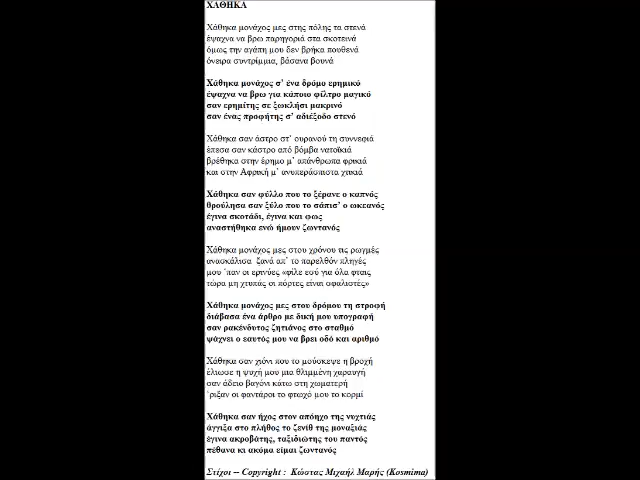 ΧΑΘΗΚΑ
Χάθηκα μονάχος μες στης πόλης τα στενά
έψαχνα να βρω παρηγοριά στα σκοτεινά
όμως την αγάπη μου δεν βρήκα πουθενά
όνειρα συντρίμμια, βάσανα βουνά
Χάθηκα μονάχος σ’ ένα δρόμο ερημικό
έψαχνα να βρω για κάποιο φίλτρο μαγικό
σαν ερημίτης σε ξωκλήσι μακρινό
σαν ένας προφήτης σ’ αδιέξοδο στενό
Χάθηκα σαν άστρο στ’ ουρανού τη συννεφιά
έπεσα σαν κάστρο από βόμβα νατοϊκιά
βρέθηκα στην έρημο μ’ απάνθρωπα φρικιά
και στην Αφρική μ’ ανυπεράσπιστα χτικιά
Χάθηκα σαν φύλλο που το ξέρανε ο καπνός
θρούλησα σαν ξύλο που το σάπισ’ ο ωκεανός
έγινα σκοτάδι, έγινα και φως
αναστήθηκα ενώ ήμουν ζωντανός
Χάθηκα μονάχος μες στου χρόνου τις ρωγμές
ανασκάλισα ξανά απ’ το παρελθόν πληγές
μου ‘παν οι ερινύες «φίλε εσύ για όλα φταις
τώρα μη χτυπάς οι πόρτες είναι σφαλιστές»
Χάθηκα μονάχος μες στου δρόμου τη στροφή
διάβασα ένα άρθρο με δική μου υπογραφή
σαν ρακένδυτος ζητιάνος στο σταθμό
ψάχνει ο εαυτός μου να βρει οδό και αριθμό
Χάθηκα σαν χιόνι που το μούσκεψε η βροχή
έλιωσε η ψυχή μου μια θλιμμένη χαραυγή
σαν άδειο βαγόνι κάτω στη χωματερή
‘ριξαν οι φαντάροι το φτωχό μου το κορμί
Χάθηκα σαν ήχος στον απόηχο της νυχτιάς
άγγιξα στο πλήθος το ζενίθ της μοναξιάς
έγινα ακροβάτης, ταξιδιώτης του παντός
πέθανα κι ακόμα είμαι ζωντανός
Στίχοι -- Copyright : Κώστας Μιχαήλ Μαρής (Kosmima)